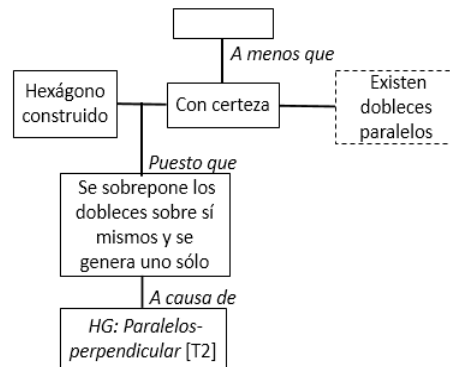 A menos que
Hexágono
construido
Con certeza
Existen
dobleces
paralelos
Puesto que
Se sobrepone los
dobleces sobre sí
mismos y se
genera uno sólo
A causa de
HG: Paralelos-
perpendicular [T2]